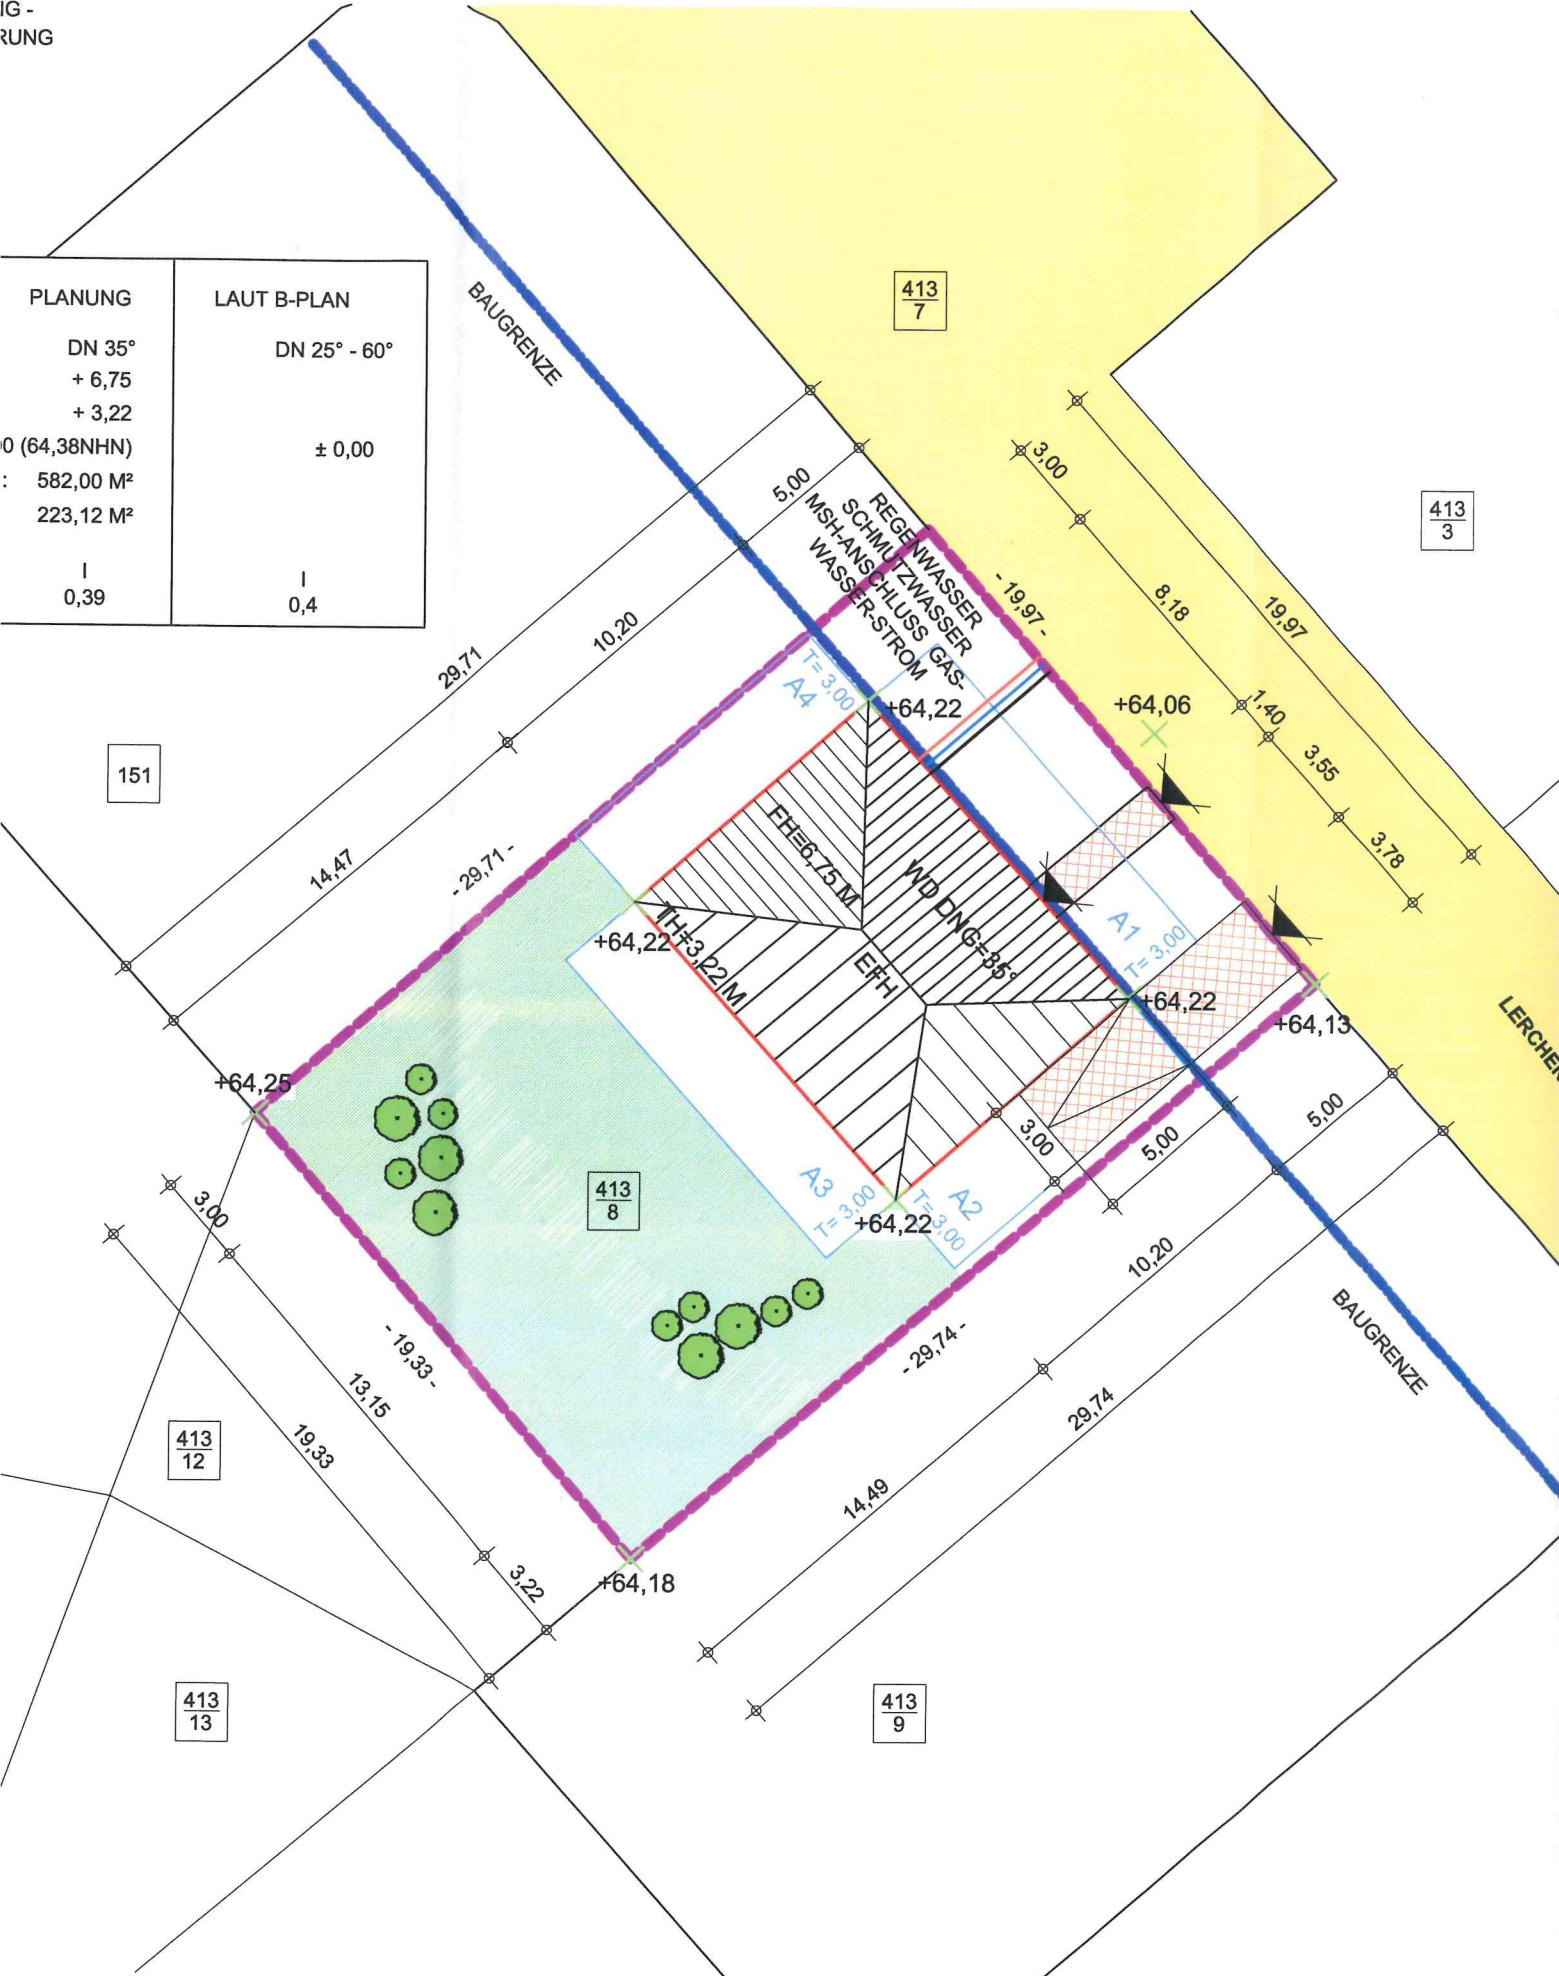 IG -
RUNG
PLANUNG
LAUT B-PLAN
DN 35°
DN 25° - 60°
+ 6,75
+ 3,22
0 (64,38NHN)
± 0,00
: 582,00 M²
223,12 M²
I
I
0,39
0,4
BAUGRENZE
413
7
413
3
151
29,71
10,20
5,00
14,47
- 29,71 -
REGENWASSER
SCHMUTZWASSER
MSH-ANSCHLUSS GAS-
WASSER-STROM
- 19,97 -
3,00
8,18
19,97
1,40
3,55
3,78
+64,06
T= 3,00
A4
+64,22
FH=6,75 M
WD DNG=35°
EFH
TH=3,22 M
+64,22
A1
T= 3,00
+64,22
+64,13
LERCHEN
+64,25
413
8
A3
T= 3,00
A2
T= 3,00
+64,22
3,00
5,00
5,00
10,20
BAUGRENZE
3,00
- 19,33 -
13,15
19,33
413
12
- 29,74 -
29,74
14,49
3,22
+64,18
413
13
413
9